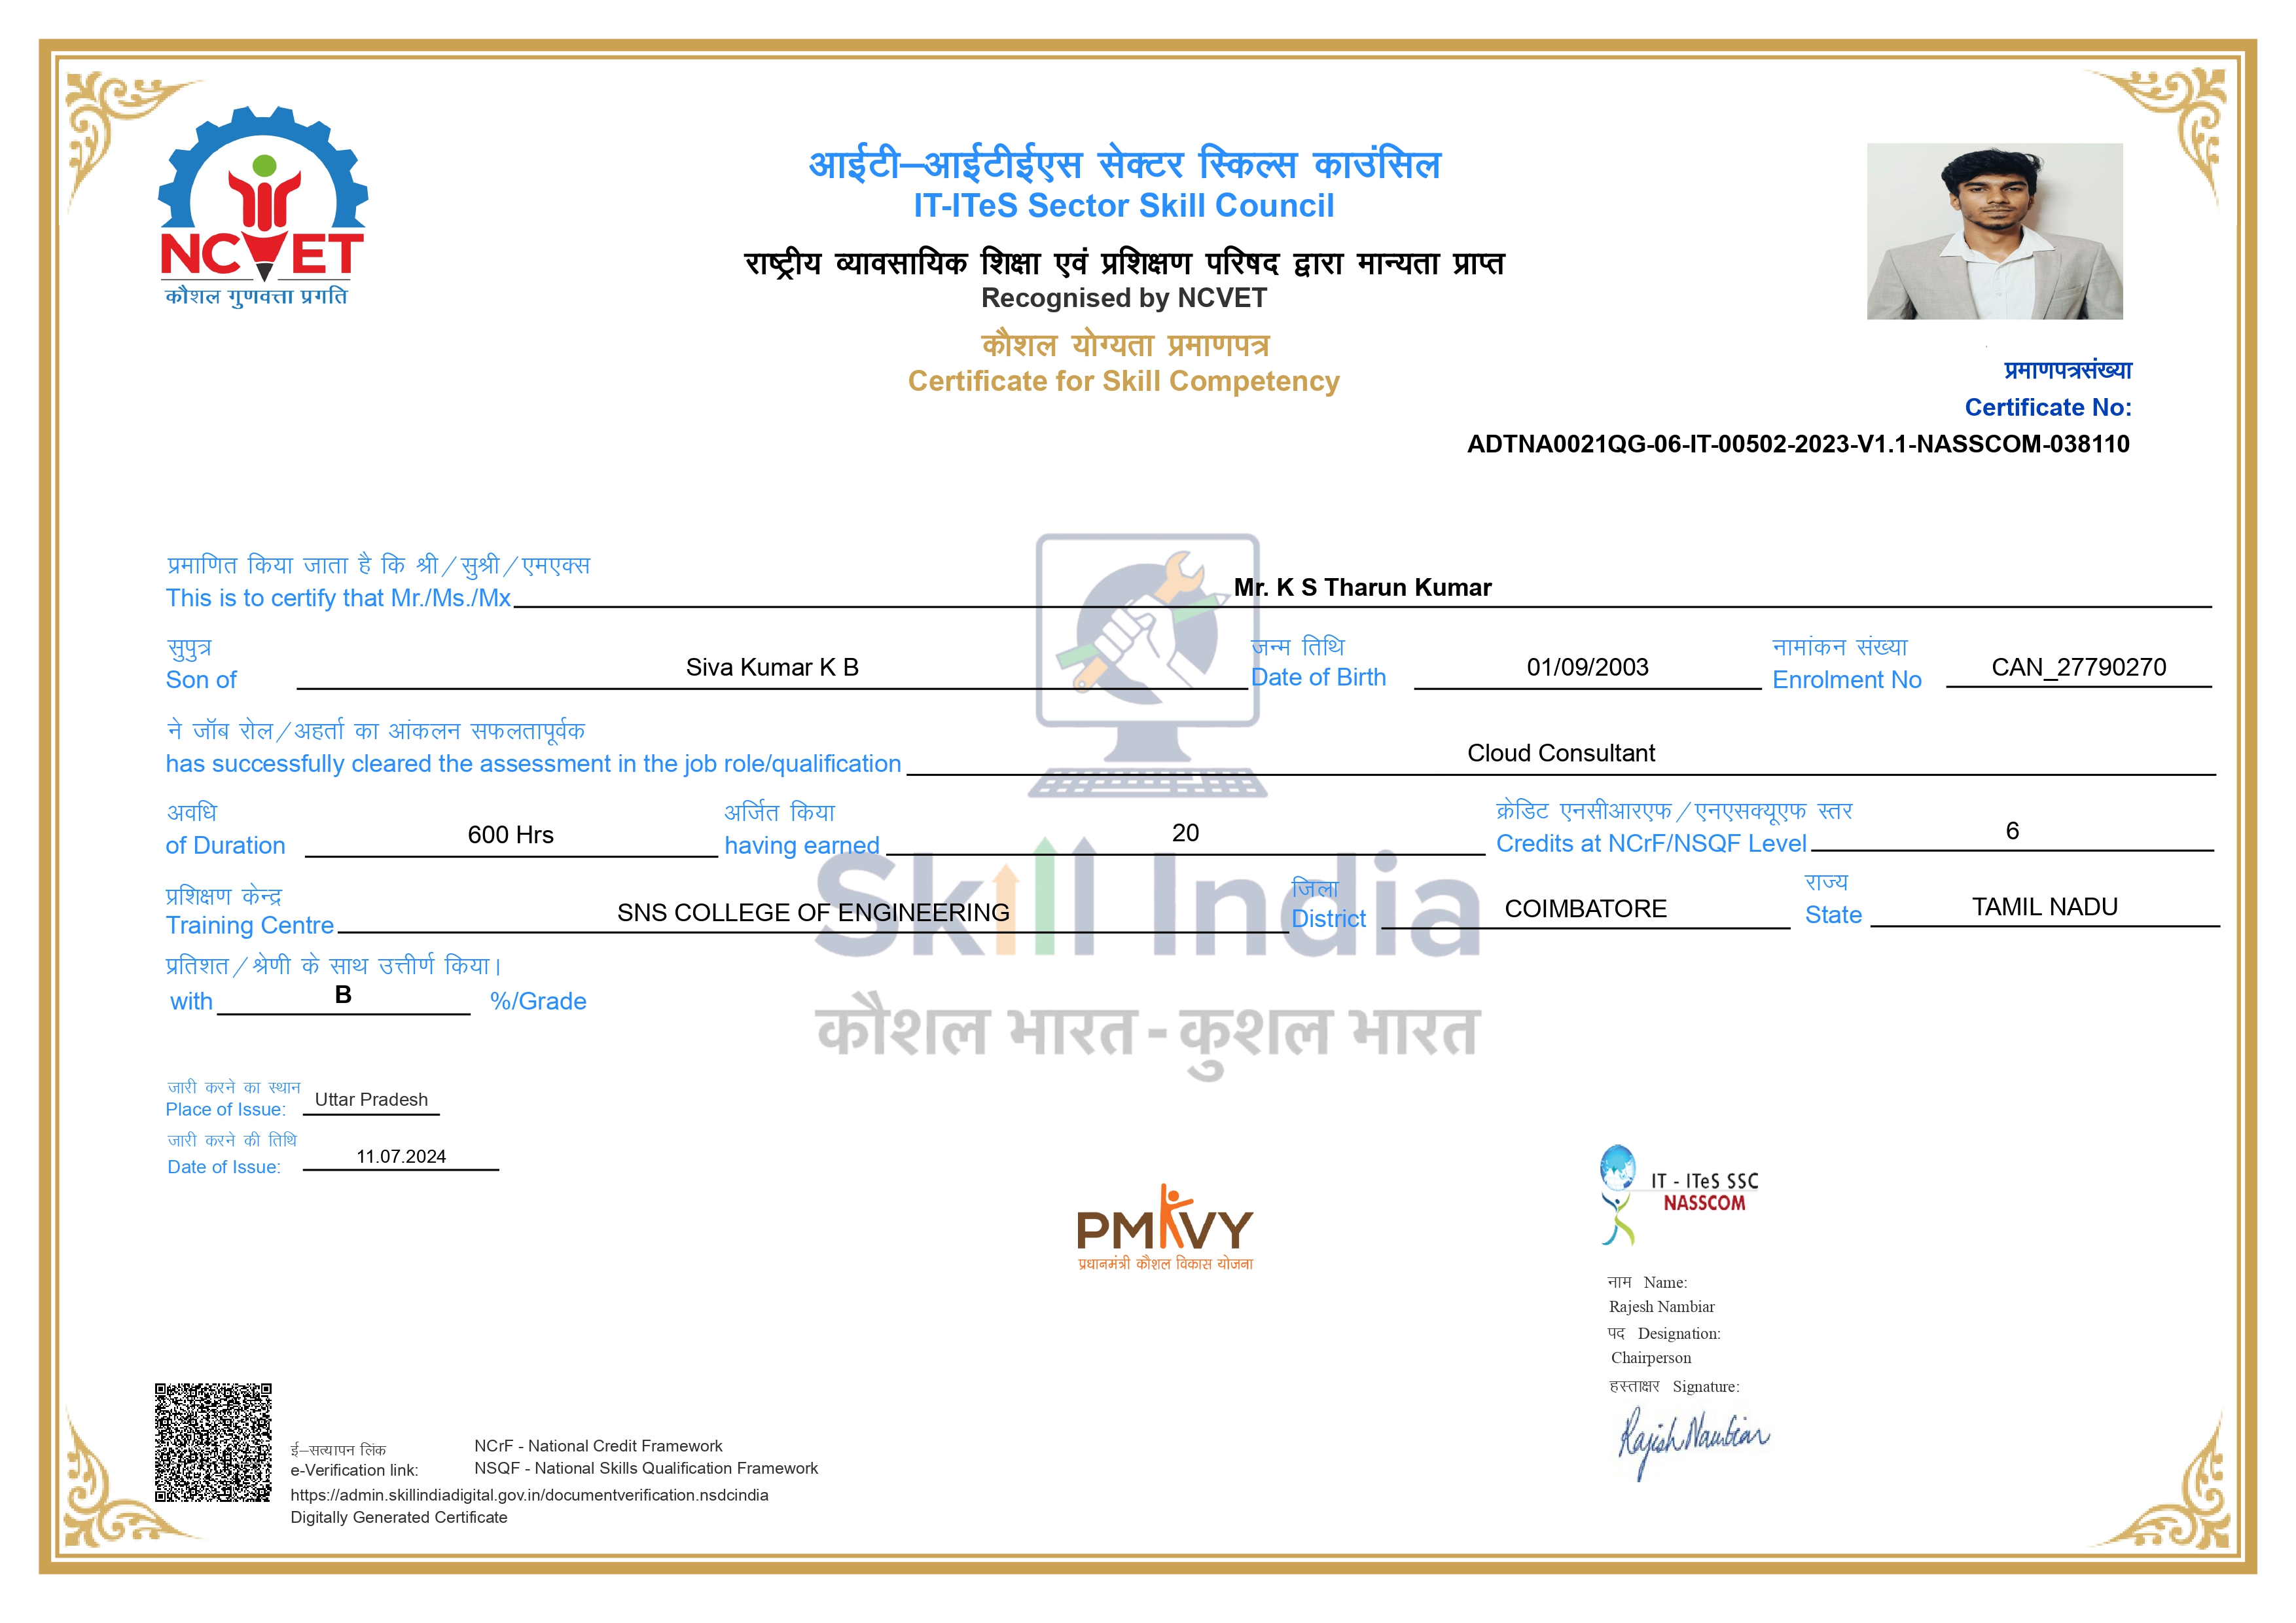 NCVET
कौशल गुणवत्ता प्रगति
आईटी–आईटीईएस सेक्टर स्किल्स काउंसिल
IT-ITeS Sector Skill Council
राष्ट्रीय व्यावसायिक शिक्षा एवं प्रशिक्षण परिषद द्वारा मान्यता प्राप्त
Recognised by NCVET
कौशल योग्यता प्रमाणपत्र
Certificate for Skill Competency
प्रमाणपत्रसंख्या
Certificate No:
ADTNA0021QG-06-IT-00502-2023-V1.1-NASSCOM-038110
प्रमाणित किया जाता है कि श्री/सुश्री/एमएक्स
This is to certify that Mr./Ms./Mx Mr. K S Tharun Kumar
सुपुत्र जन्म तिथि नामांकन संख्या
Son of Siva Kumar K B Date of Birth 01/09/2003 Enrolment No CAN_27790270
ने जॉब रोल/अहर्ता का आंकलन सफलतापूर्वक
has successfully cleared the assessment in the job role/qualification Cloud Consultant
अवधि अर्जित किया क्रेडिट एनसीआरएफ/एनएसक्यूएफ स्तर
of Duration 600 Hrs having earned 20 Credits at NCrF/NSQF Level 6
प्रशिक्षण केन्द्र जिला राज्य
Training Centre SNS COLLEGE OF ENGINEERING District COIMBATORE State TAMIL NADU
Skill India
कौशल भारत - कुशल भारत
प्रतिशत/श्रेणी के साथ उत्तीर्ण किया।
with B %/Grade
जारी करने का स्थान
Place of Issue: Uttar Pradesh
जारी करने की तिथि
Date of Issue: 11.07.2024
PMKVY
प्रधानमंत्री कौशल विकास योजना
IT - ITeS SSC
NASSCOM
नाम Name:
Rajesh Nambiar
पद Designation:
Chairperson
हस्ताक्षर Signature:
Rajesh Nambiar
ई–सत्यापन लिंक NCrF - National Credit Framework
e-Verification link: NSQF - National Skills Qualification Framework
https://admin.skillindiadigital.gov.in/documentverification.nsdcindia
Digitally Generated Certificate